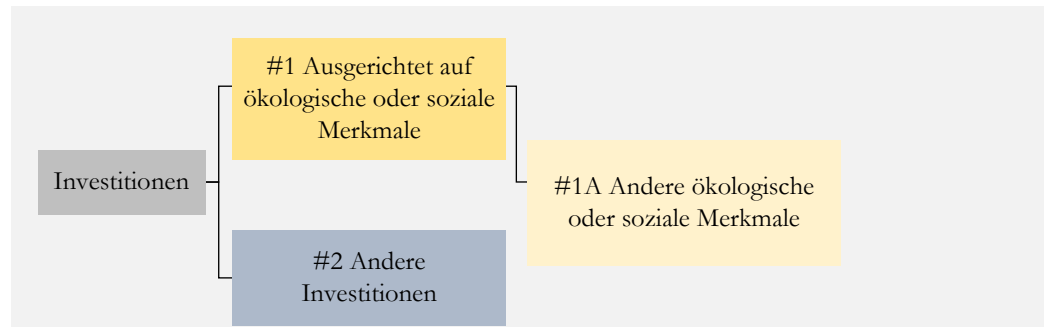 #1 Ausgerichtet auf
ökologische oder soziale
Merkmale
Investitionen
#1A Andere ökologische
oder soziale Merkmale
#2 Andere
Investitionen